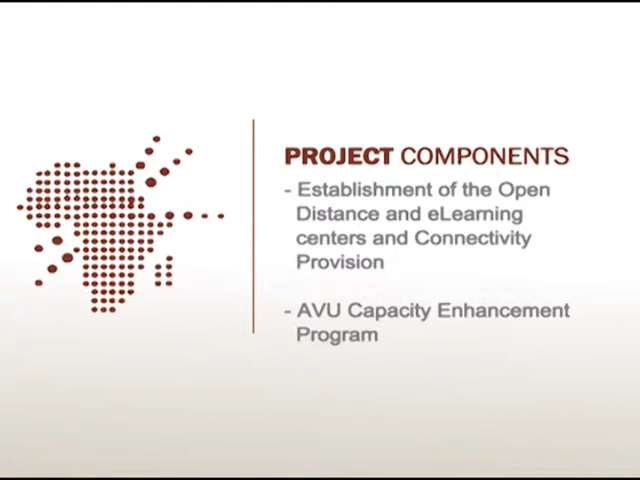 PROJECT COMPONENTS
- Establishment of the Open
Distance and eLearning
centers and Connectivity
Provision
- AVU Capacity Enhancement
Program